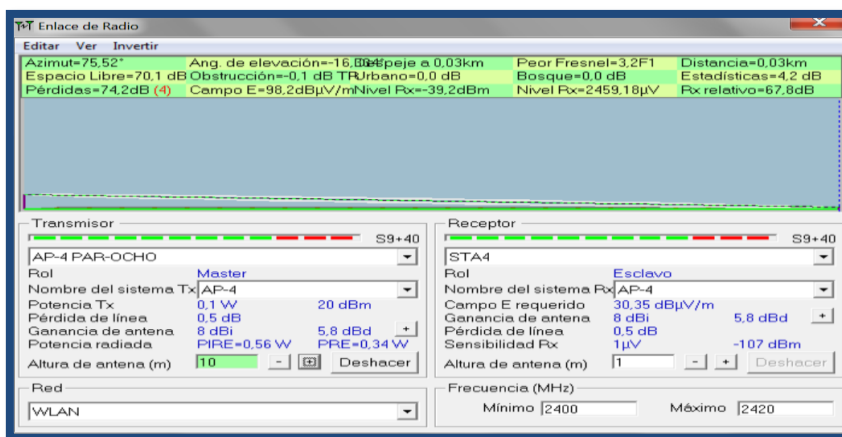 Enlace de Radio
Editar Ver Invertir
Azimut=75,52° Ang. de elevación=-16, Despeje a 0,03km Peor Fresnel=3,2F1 Distancia=0,03km
Espacio Libre=70,1 dB Obstrucción=-0,1 dB TR Urbano=0,0 dB Bosque=0,0 dB Estadísticas=4,2 dB
Pérdidas=74,2dB (4) Campo E=98,2dBμV/m Nivel Rx=-39,2dBm Nivel Rx=2459,18μV Rx relativo=67,8dB
Transmisor
S9+40
AP-4 PAR-OCHO
Rol Master
Nombre del sistema Tx AP-4
Potencia Tx 0,1 W 20 dBm
Pérdida de línea 0,5 dB
Ganancia de antena 8 dBi 5,8 dBd +
Potencia radiada PIRE=0,56 W PRE=0,34 W
Altura de antena (m) 10 - + Deshacer
Red
WLAN
Receptor
S9+40
STA4
Rol Esclavo
Nombre del sistema Rx AP-4
Campo E requerido 30,35 dBμV/m
Ganancia de antena 8 dBi 5,8 dBd +
Pérdida de línea 0,5 dB
Sensibilidad Rx 1μV -107 dBm
Altura de antena (m) 1 - + Deshacer
Frecuencia (MHz)
Mínimo 2400 Máximo 2420